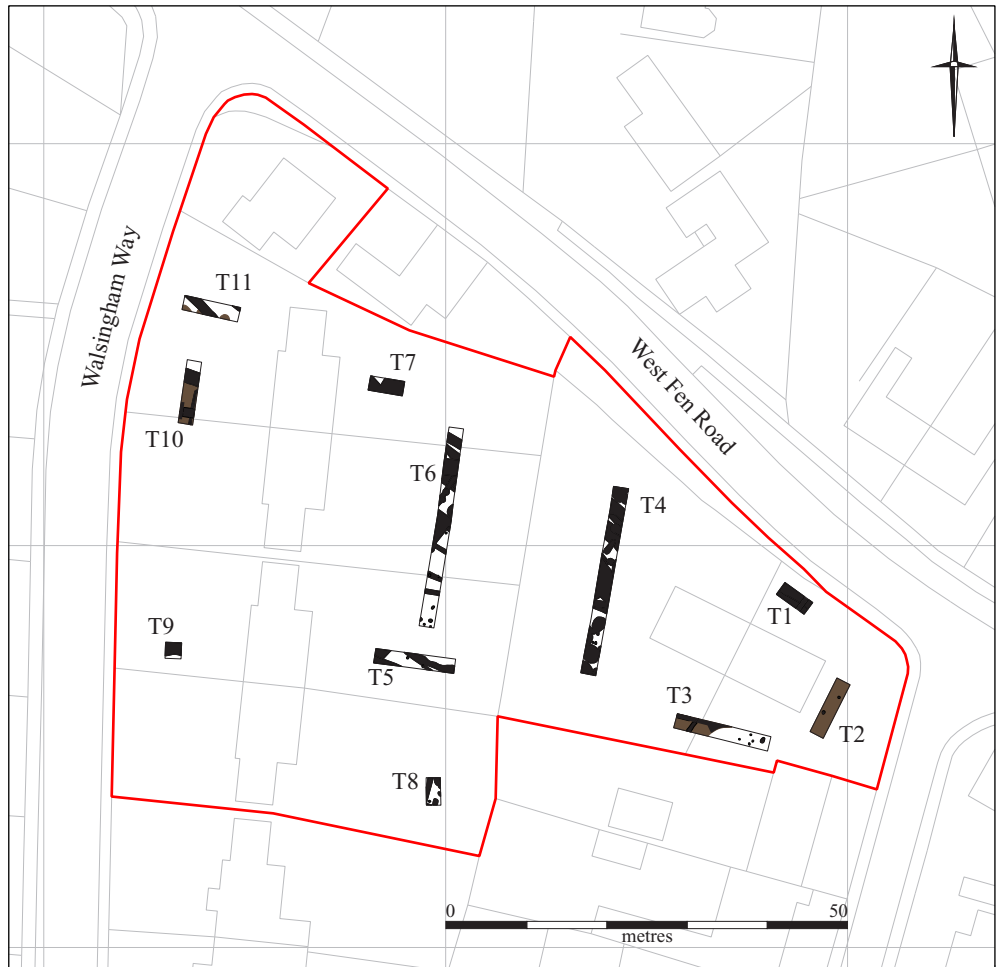 Walsingham Way
West Fen Road
T11
T7
T10
T6
T4
T1
T9
T5
T3
T2
T8
0 50
metres